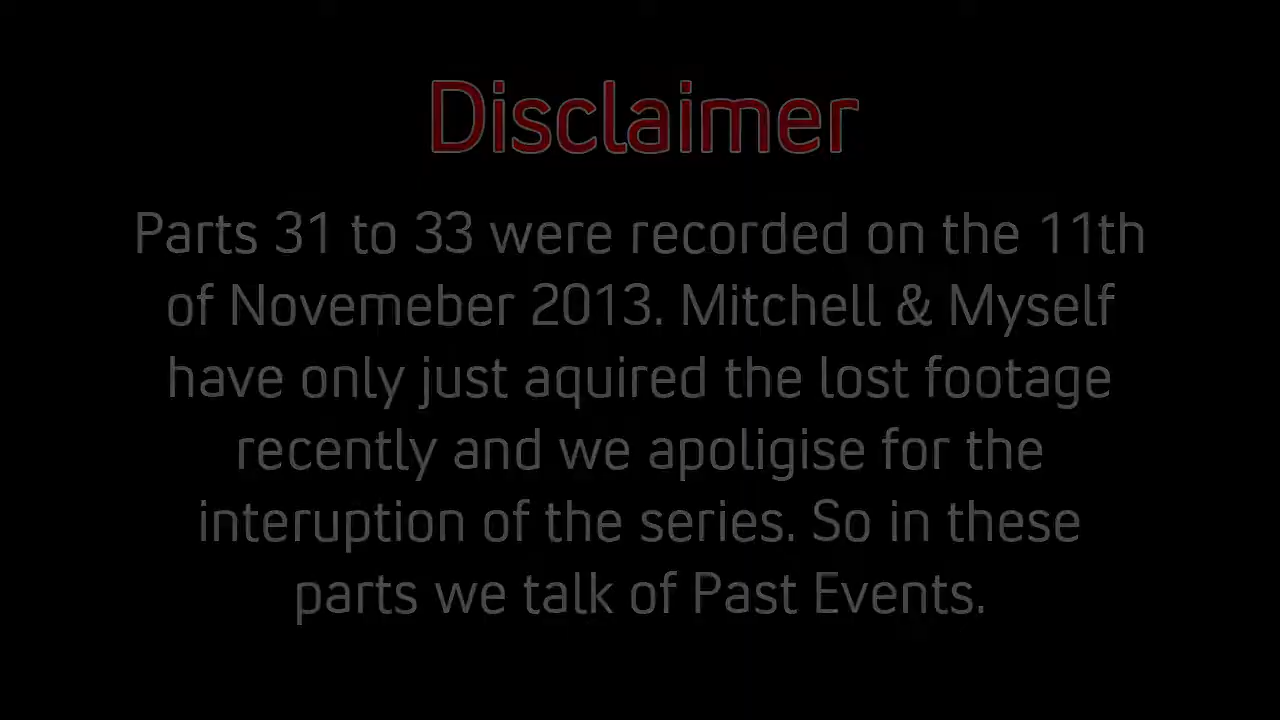 Disclaimer
Parts 31 to 33 were recorded on the 11th
of Novemeber 2013. Mitchell & Myself
have only just aquired the lost footage
recently and we apoligise for the
interuption of the series. So in these
parts we talk of Past Events.